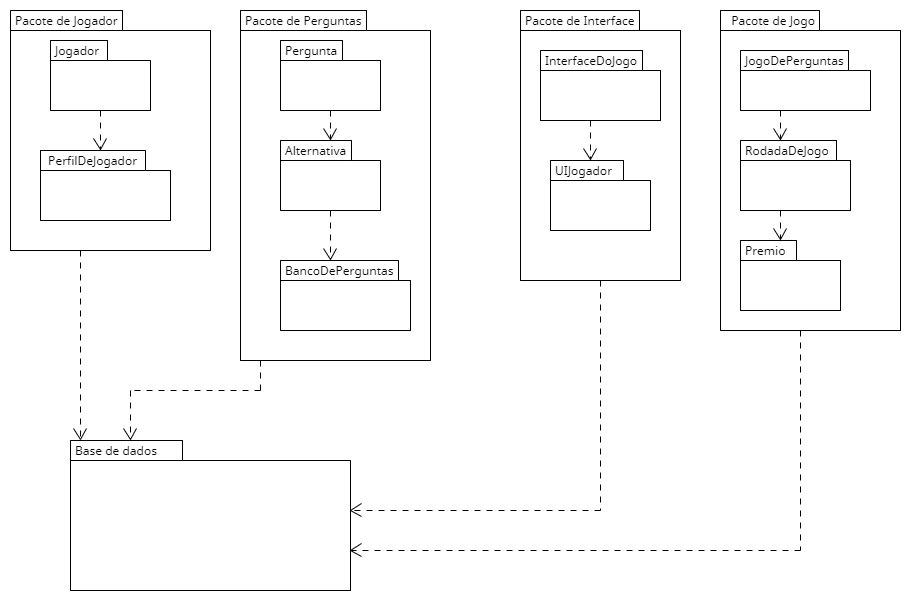 Pacote de Jogador
Jogador
PerfilDeJogador
Pacote de Perguntas
Pergunta
Alternativa
BancoDePerguntas
Pacote de Interface
InterfaceDoJogo
UIJogador
Pacote de Jogo
JogoDePerguntas
RodadaDeJogo
Premio
Base de dados